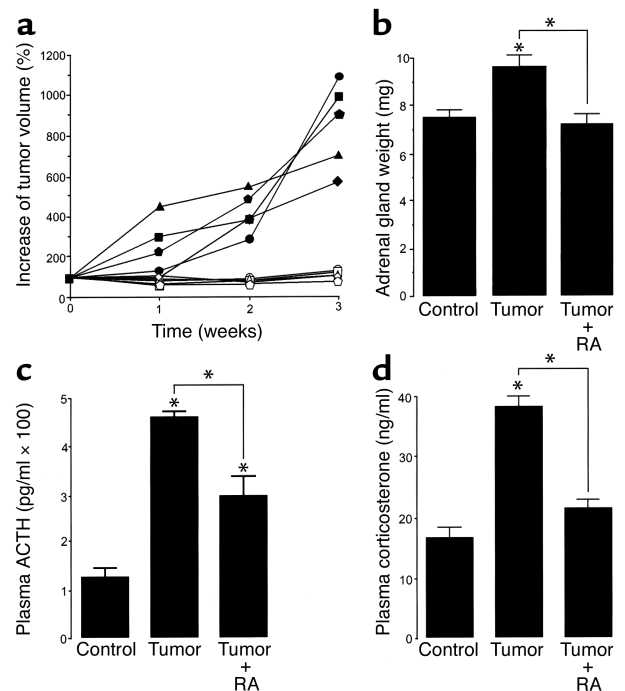 a
Increase of tumor volume (%)
1200
1000
800
600
400
200
0
0 1 2 3
Time (weeks)
b
Adrenal gland weight (mg)
10
8
6
4
2
0
*
*
Control Tumor Tumor
+
RA
c
Plasma ACTH (pg/ml × 100)
5
4
3
2
1
0
*
*
*
Control Tumor Tumor
+
RA
d
Plasma corticosterone (ng/ml)
40
30
20
10
0
*
*
Control Tumor Tumor
+
RA